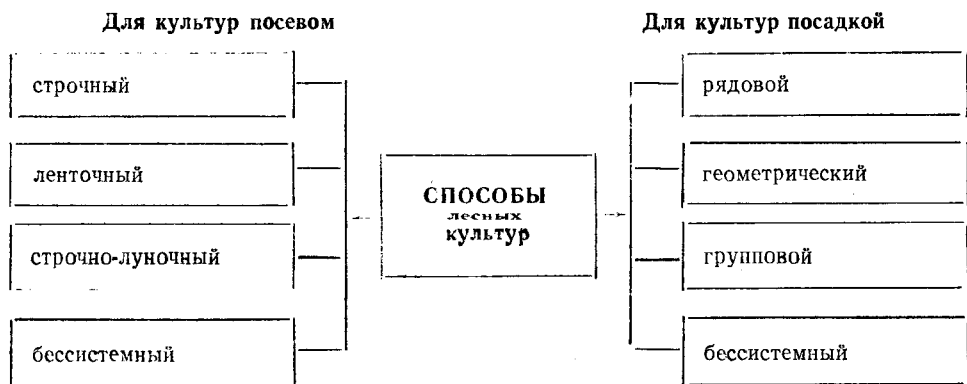 Для культур посевом
Для культур посадкой
строчный
рядовой
ленточный
геометрический
СПОСОБЫ
лесных
культур
строчно-луночный
групповой
бессистемный
бессистемный